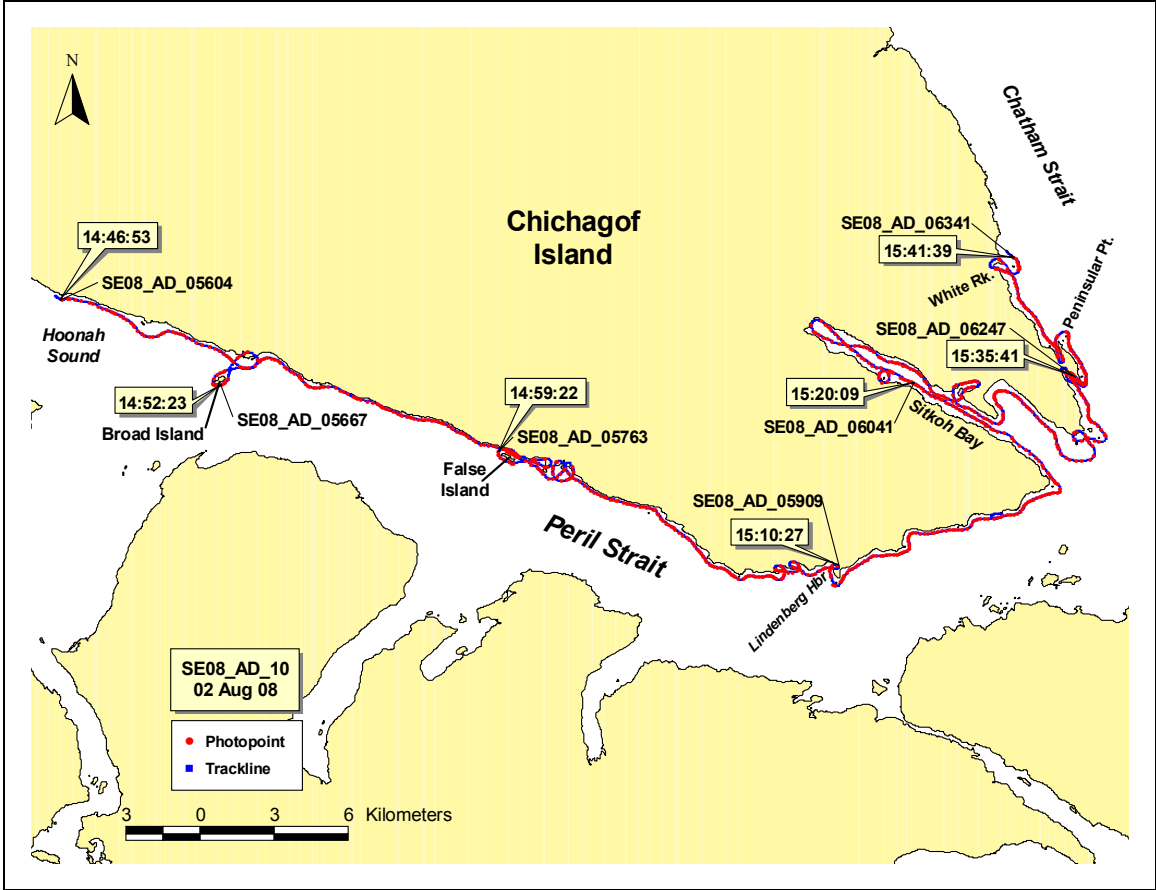 N
Chatham Strait
Chichagof
Island
SE08_AD_06341
15:41:39
14:46:53
SE08_AD_05604
White Rk.
Peninsular Pt.
Hoonah
Sound
SE08_AD_06247
15:35:41
14:52:23
14:59:22
15:20:09
SE08_AD_05667
Broad Island
SE08_AD_05763
SE08_AD_06041
Sitkoh Bay
False
Island
SE08_AD_05909
15:10:27
Peril Strait
Lindenberg Hbr
SE08_AD_10
02 Aug 08
Photopoint
Trackline
3 0 3 6 Kilometers